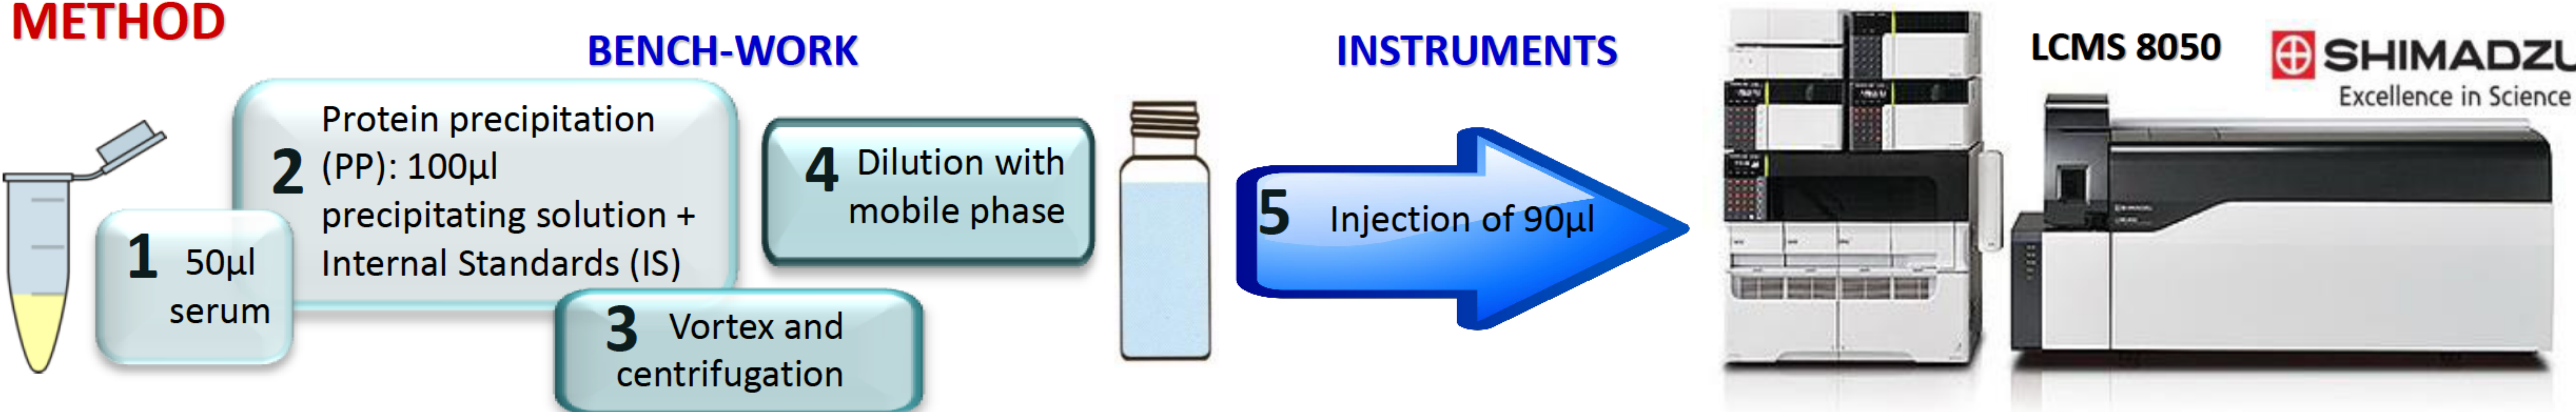 METHOD
BENCH-WORK
INSTRUMENTS
LCMS 8050
SHIMADZU
Excellence in Science
1 50µl
serum
2 Protein precipitation
(PP): 100µl
precipitating solution +
Internal Standards (IS)
3 Vortex and
centrifugation
4 Dilution with
mobile phase
5 Injection of 90µl